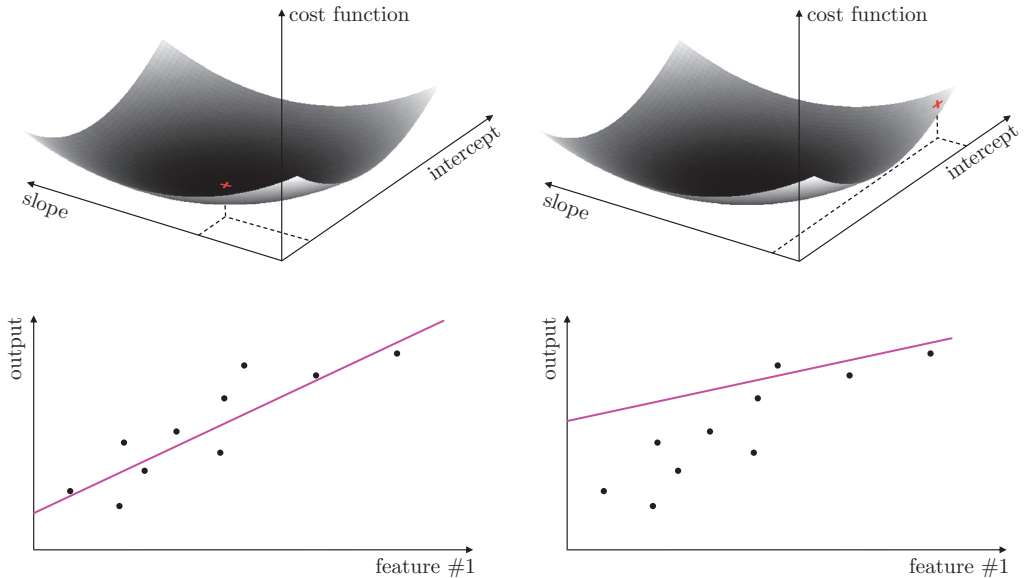 cost function
slope
intercept
cost function
slope
intercept
output
feature #1
output
feature #1